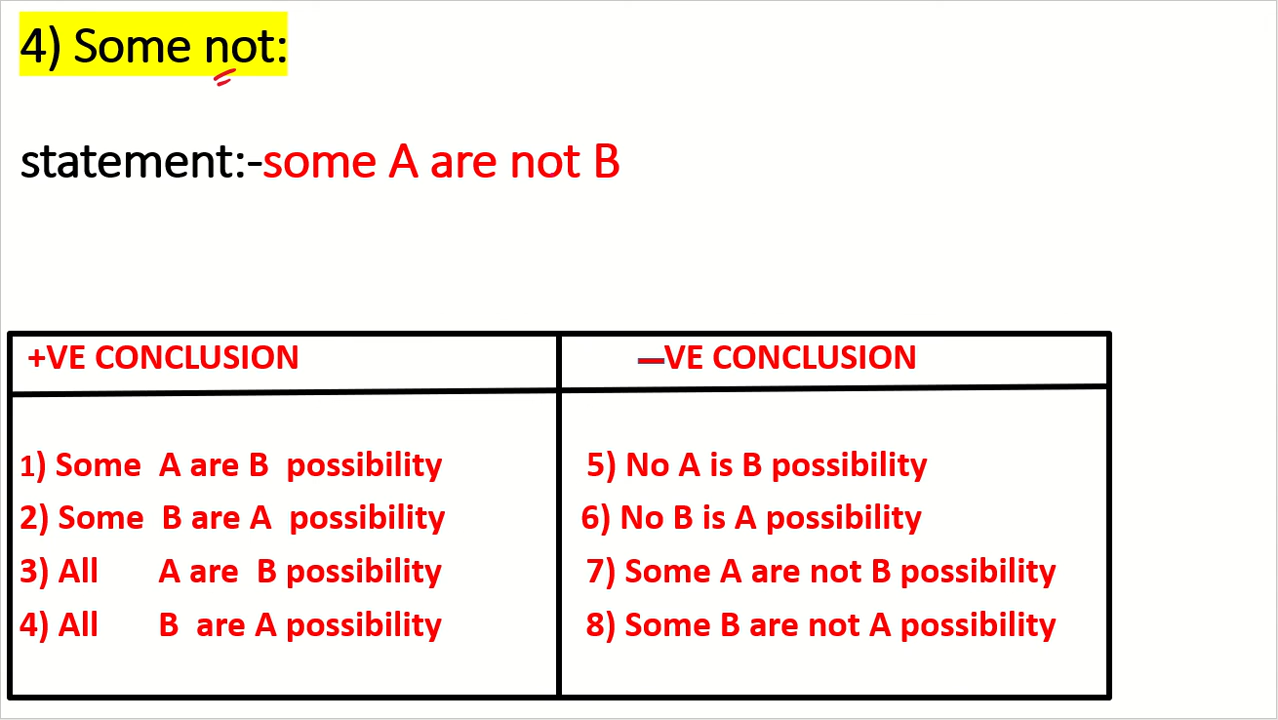 4) Some not:
statement:-some A are not B
+VE CONCLUSION
—VE CONCLUSION
1) Some A are B possibility
2) Some B are A possibility
3) All A are B possibility
4) All B are A possibility
5) No A is B possibility
6) No B is A possibility
7) Some A are not B possibility
8) Some B are not A possibility